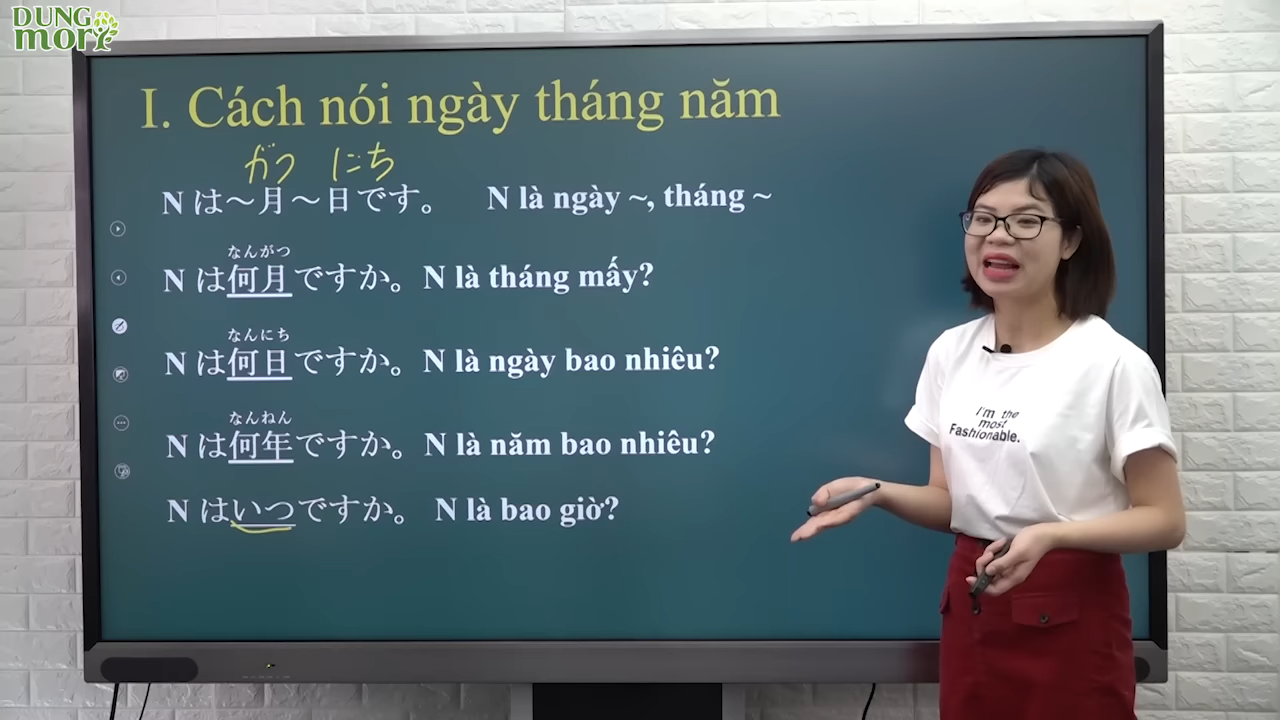 DUNG
mori
I. Cách nói ngày tháng năm
がつ にち
N は～月～日です。 N là ngày ~, tháng ~
なんがつ
N は何月ですか。 N là tháng mấy?
なんにち
N は何日ですか。 N là ngày bao nhiêu?
なんねん
N は何年ですか。 N là năm bao nhiêu?
N はいつですか。 N là bao giờ?
I'm the
most
Fashionable.